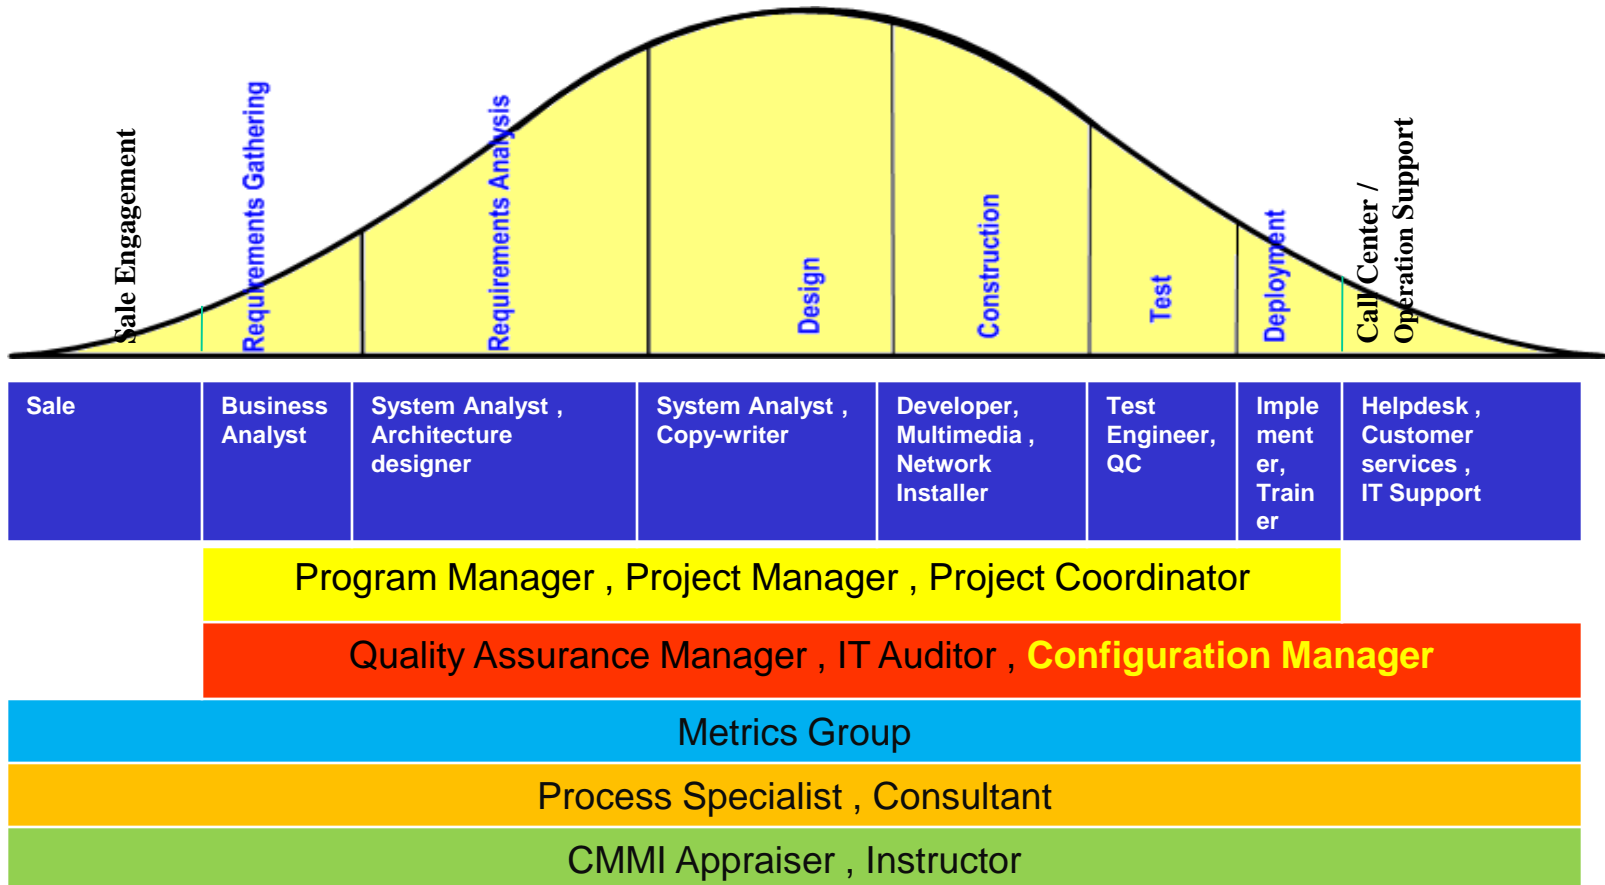 Sale Engagement
Requirements Gathering
Requirements Analysis
Design
Construction
Test
Deployment
Call Center /
Operation Support
Sale
Business
Analyst
System Analyst ,
Architecture
designer
System Analyst ,
Copy-writer
Developer,
Multimedia ,
Network
Installer
Test
Engineer,
QC
Imple
ment
er,
Train
er
Helpdesk ,
Customer
services ,
IT Support
Program Manager , Project Manager , Project Coordinator
Quality Assurance Manager , IT Auditor , Configuration Manager
Metrics Group
Process Specialist , Consultant
CMMI Appraiser , Instructor